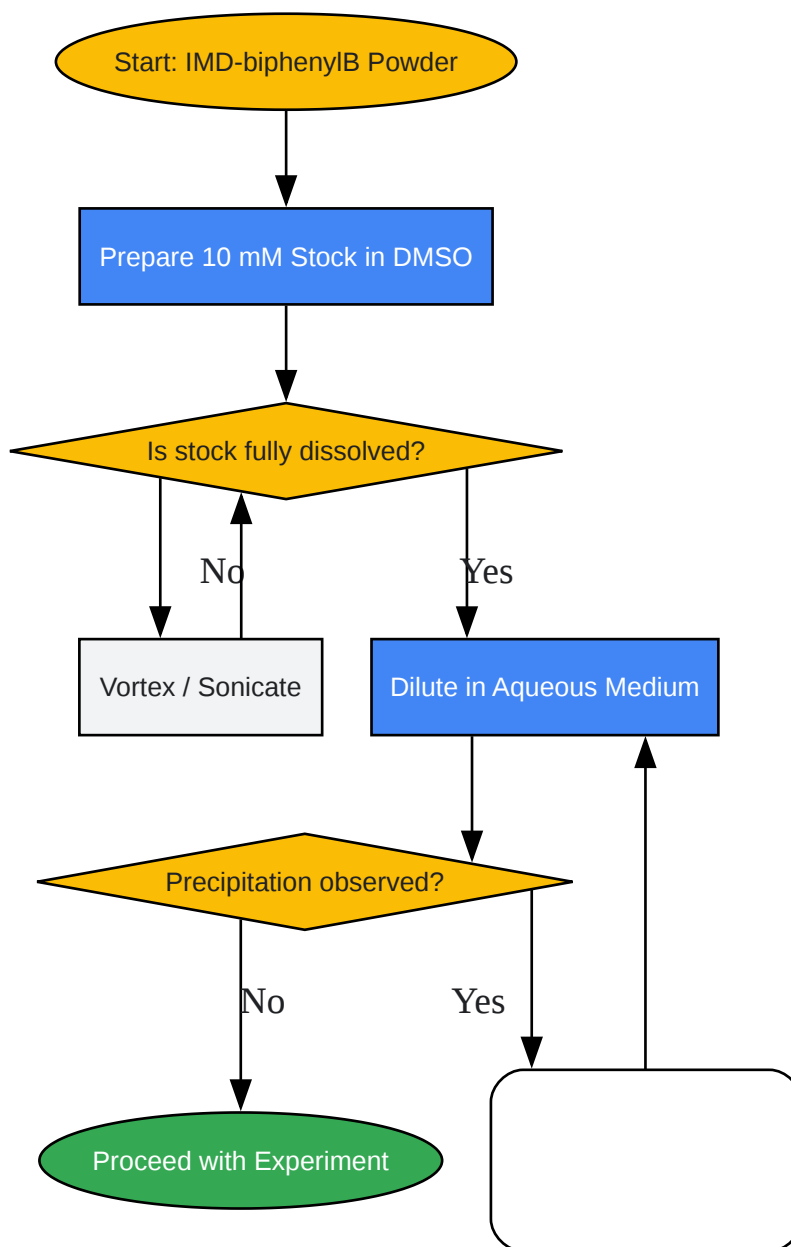 Start: IMD-biphenylB Powder
Prepare 10 mM Stock in DMSO
Is stock fully dissolved?
No
Yes
Vortex / Sonicate
Dilute in Aqueous Medium
Precipitation observed?
No
Yes
Proceed with Experiment